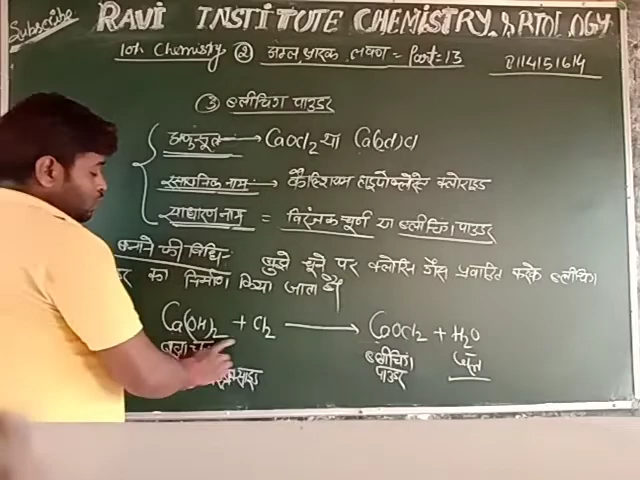 Subscribe RAVI INSTITUTE CHEMISTRY & BIOLOGY
10th Chemistry ② अम्ल, क्षारक लवण = Part = 13
③ ब्लीचिंग पाउडर
अणुसूत्र → CaOCl₂ या Ca(OCl)Cl
रसायनिक नाम → कैल्शियम हाइपोक्लोराइट क्लोराइड
साधारण नाम = विरंजक चूर्ण या ब्लीचिंग पाउडर
बनाने की विधि - बुझे चूने पर क्लोरीन गैस प्रवाहित करके ब्लीचिंग
का निर्माण किया जाता है
Ca(OH)₂ + Cl₂ → CaOCl₂ + H₂O
ब्लीचिंग पाउडर जल